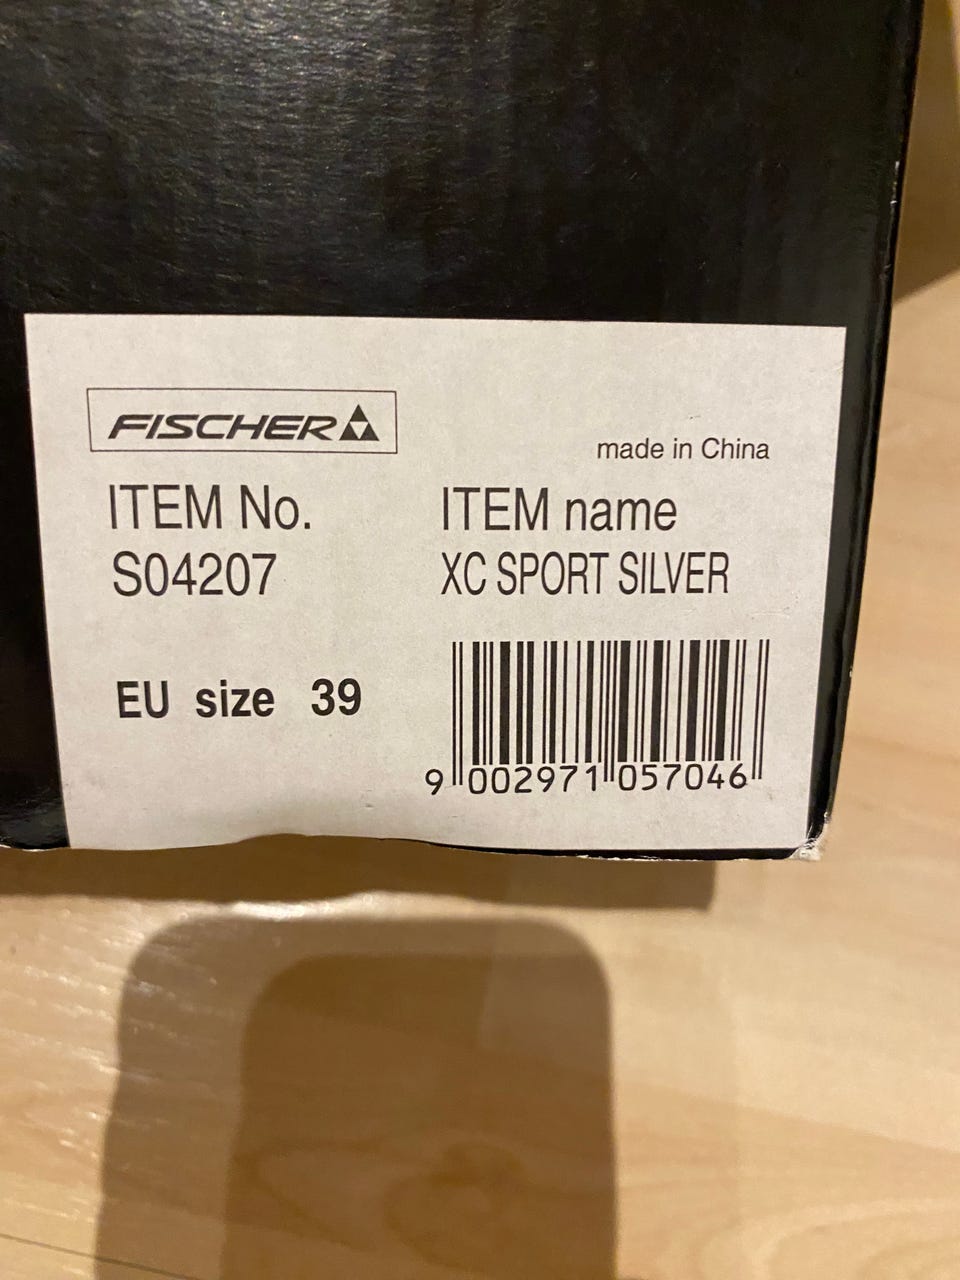 FISCHER
made in China
ITEM No.
ITEM name
S04207
XC SPORT SILVER
EU size 39
9 002971 057046